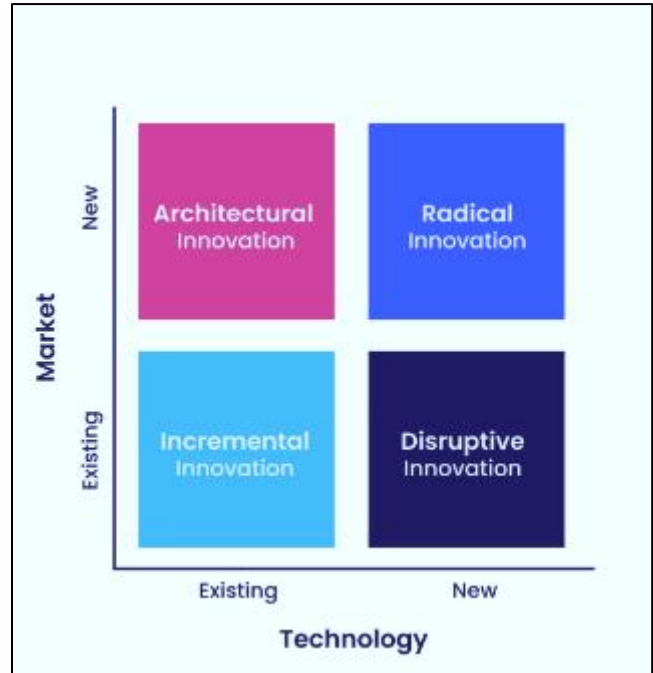 New
Architectural
Innovation
Radical
Innovation
Market
Existing
Incremental
Innovation
Disruptive
Innovation
Existing
New
Technology